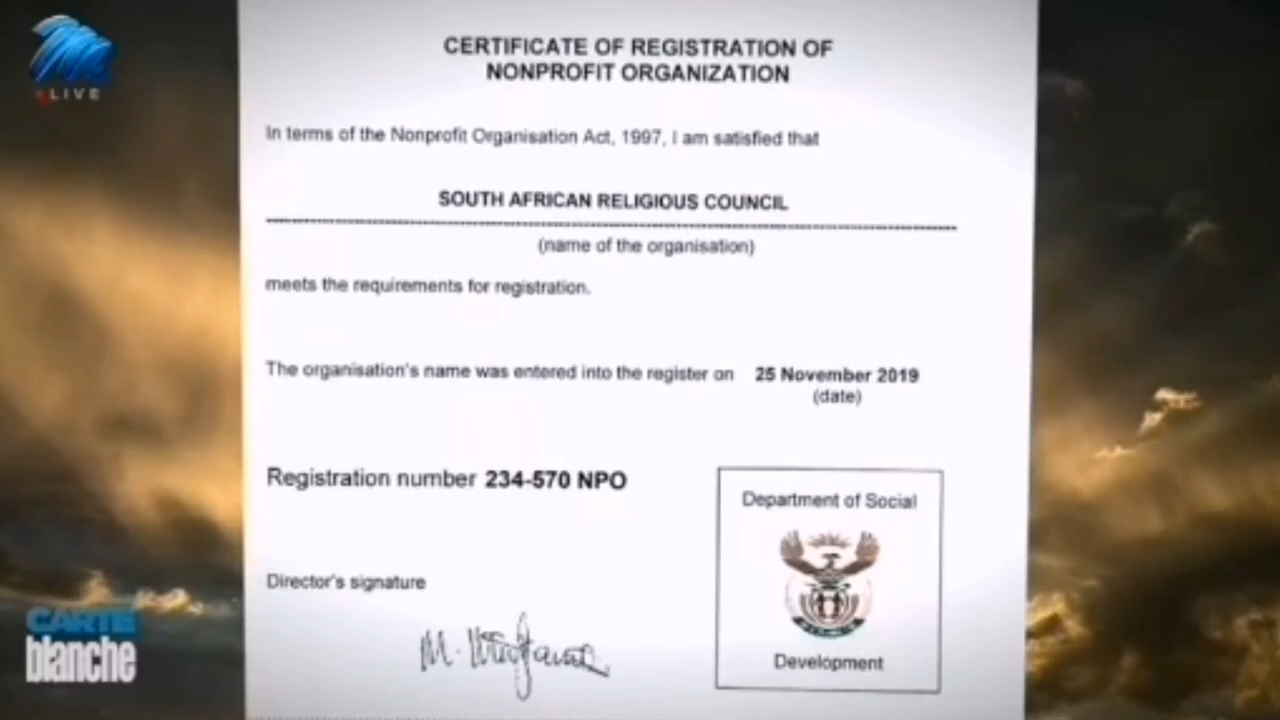 LIVE
CERTIFICATE OF REGISTRATION OF
NONPROFIT ORGANIZATION
In terms of the Nonprofit Organisation Act, 1997, I am satisfied that
SOUTH AFRICAN RELIGIOUS COUNCIL
(name of the organisation)
meets the requirements for registration.
The organisation's name was entered into the register on 25 November 2019
(date)
Registration number 234-570 NPO
Department of Social
Development
Director's signature
CARTE
blanche